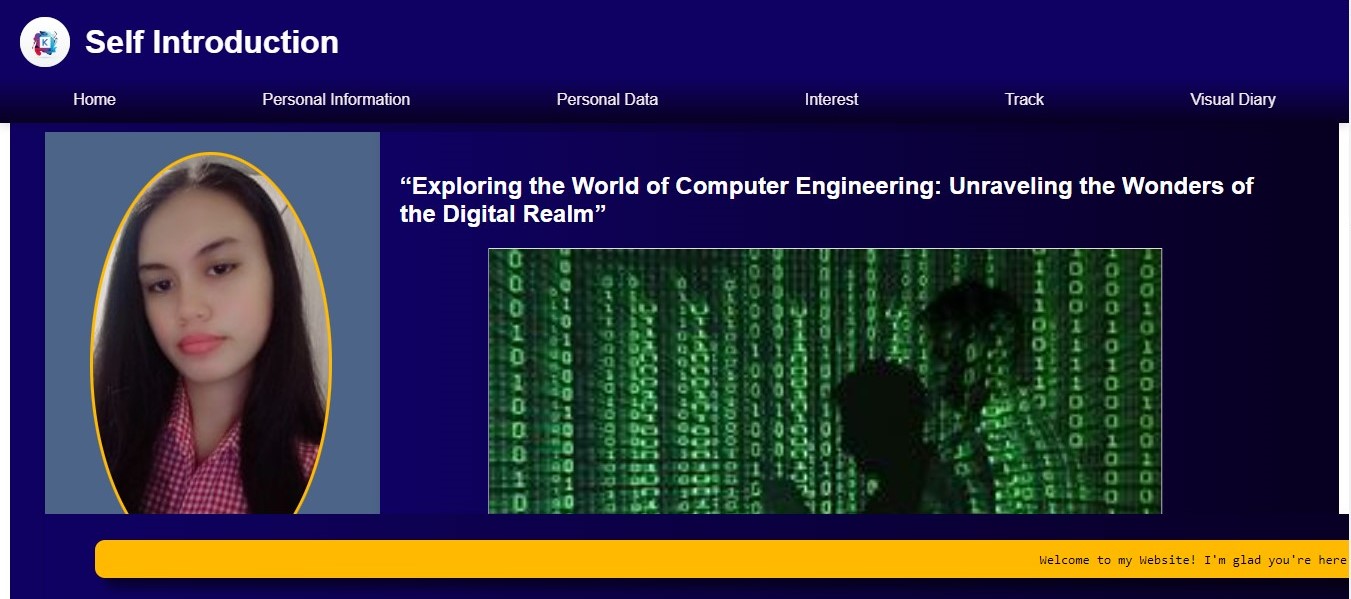 K
Self Introduction
Home Personal Information Personal Data Interest Track Visual Diary
“Exploring the World of Computer Engineering: Unraveling the Wonders of
the Digital Realm”
Welcome to my Website! I'm glad you're here